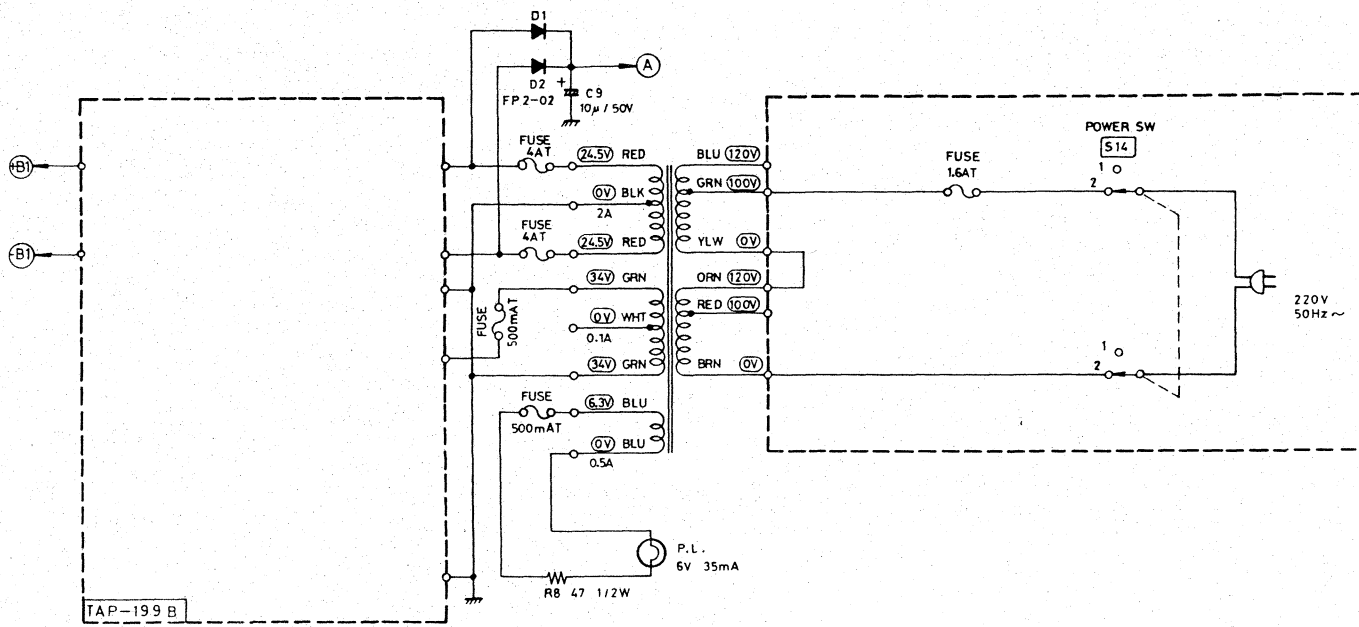 D1
D2
FP2-02
+
C9
10μ/50V
A
+B1
-B1
FUSE
4AT
24.5V RED
0V BLK
2A
FUSE
4AT
24.5V RED
34V GRN
FUSE
500mAT
0V WHT
0.1A
34V GRN
FUSE
500mAT
6.3V BLU
0V BLU
0.5A
P.L.
6V 35mA
R8 47 1/2W
TAP-199B
BLU 120V
GRN 100V
YLW 0V
ORN 120V
RED 100V
BRN 0V
FUSE
1.6AT
POWER SW
S14
1
2
1
2
220V
50Hz~